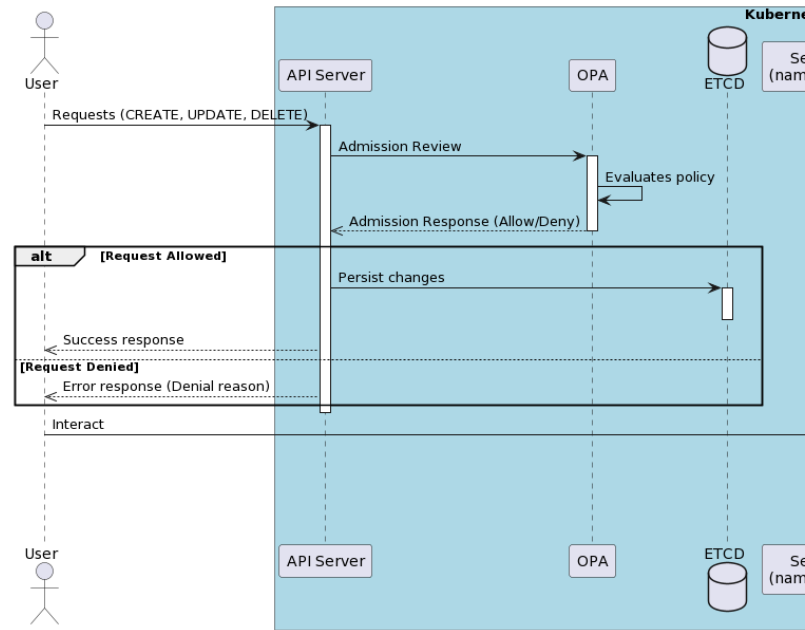 Kuberne
User
API Server
OPA
ETCD
Se
(nam
Requests (CREATE, UPDATE, DELETE)
Admission Review
Evaluates policy
Admission Response (Allow/Deny)
alt [Request Allowed]
Persist changes
Success response
[Request Denied]
Error response (Denial reason)
Interact
User
API Server
OPA
ETCD
Se
(nam